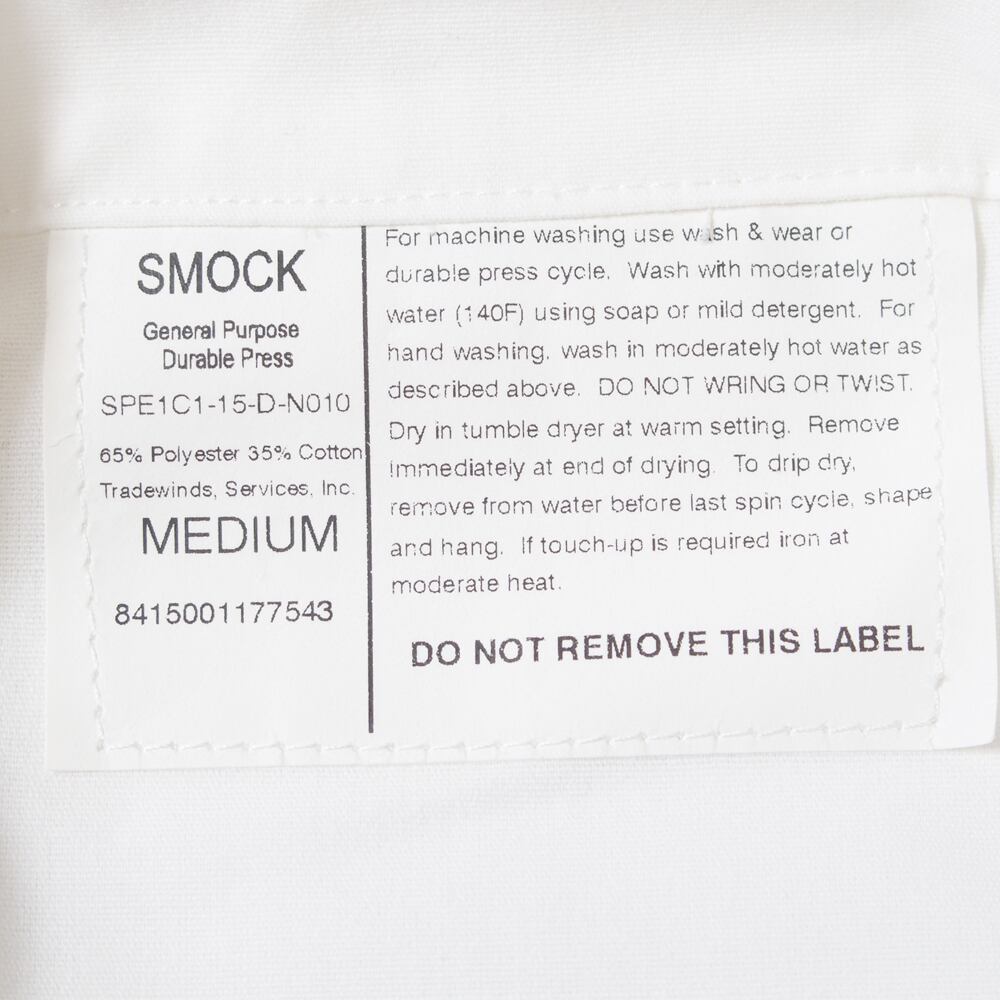 SMOCK
General Purpose
Durable Press
SPE1C1-15-D-N010
65% Polyester 35% Cotton
Tradewinds, Services, Inc.
MEDIUM
8415001177543
For machine washing use wash & wear or
durable press cycle. Wash with moderately hot
water (140F) using soap or mild detergent. For
hand washing, wash in moderately hot water as
described above. DO NOT WRING OR TWIST.
Dry in tumble dryer at warm setting. Remove
immediately at end of drying. To drip dry,
remove from water before last spin cycle, shape
and hang. If touch-up is required iron at
moderate heat.
DO NOT REMOVE THIS LABEL